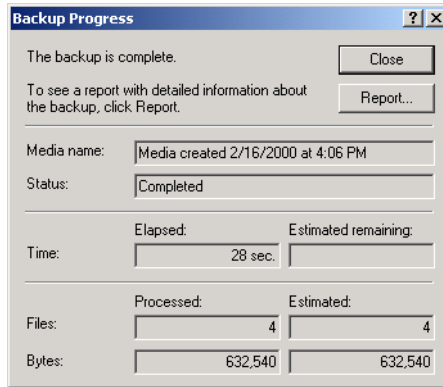 Backup Progress
The backup is complete.
Close
To see a report with detailed information about
the backup, click Report.
Report...
Media name: Media created 2/16/2000 at 4:06 PM
Status: Completed
Elapsed: Estimated remaining:
Time: 28 sec.
Processed: Estimated:
Files: 4 4
Bytes: 632,540 632,540